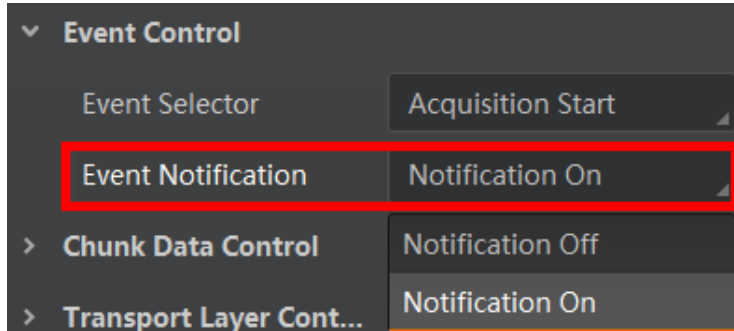 Event Control
Event Selector Acquisition Start
Event Notification Notification On
Chunk Data Control Notification Off
Transport Layer Cont... Notification On